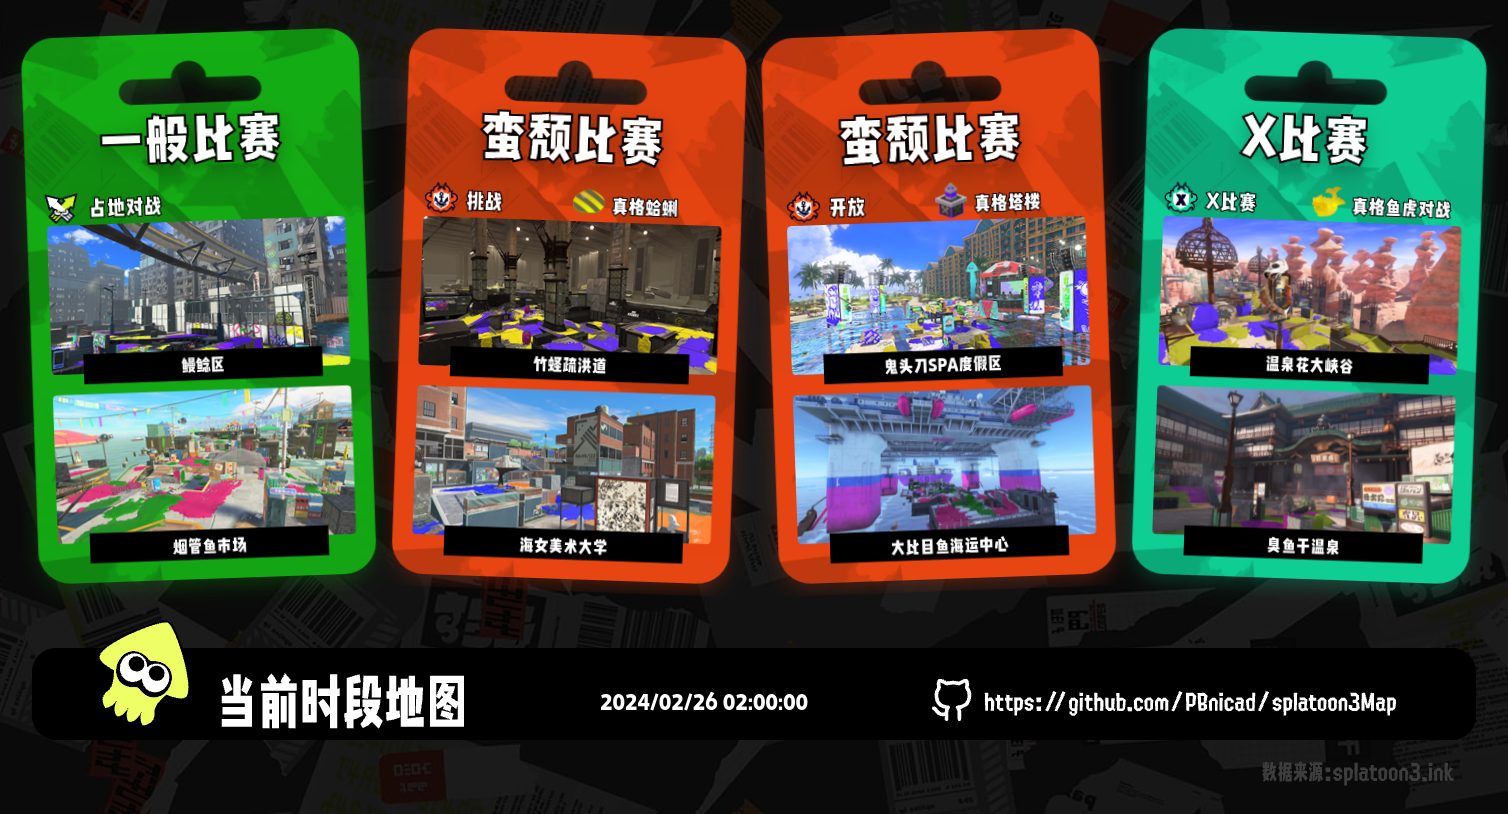 一般比赛
占地对战
鳗鲶区
烟管鱼市场
蛮颓比赛
挑战
真格蛤蜊
竹蛏疏洪道
海女美术大学
蛮颓比赛
开放
真格塔楼
鬼头刀SPA度假区
大比目鱼海运中心
X比赛
X比赛
真格鱼虎对战
温泉花大峡谷
臭鱼干温泉
当前时段地图
2024/02/26 02:00:00
https://github.com/PBnicad/splatoon3Map
数据来源:splatoon3.ink